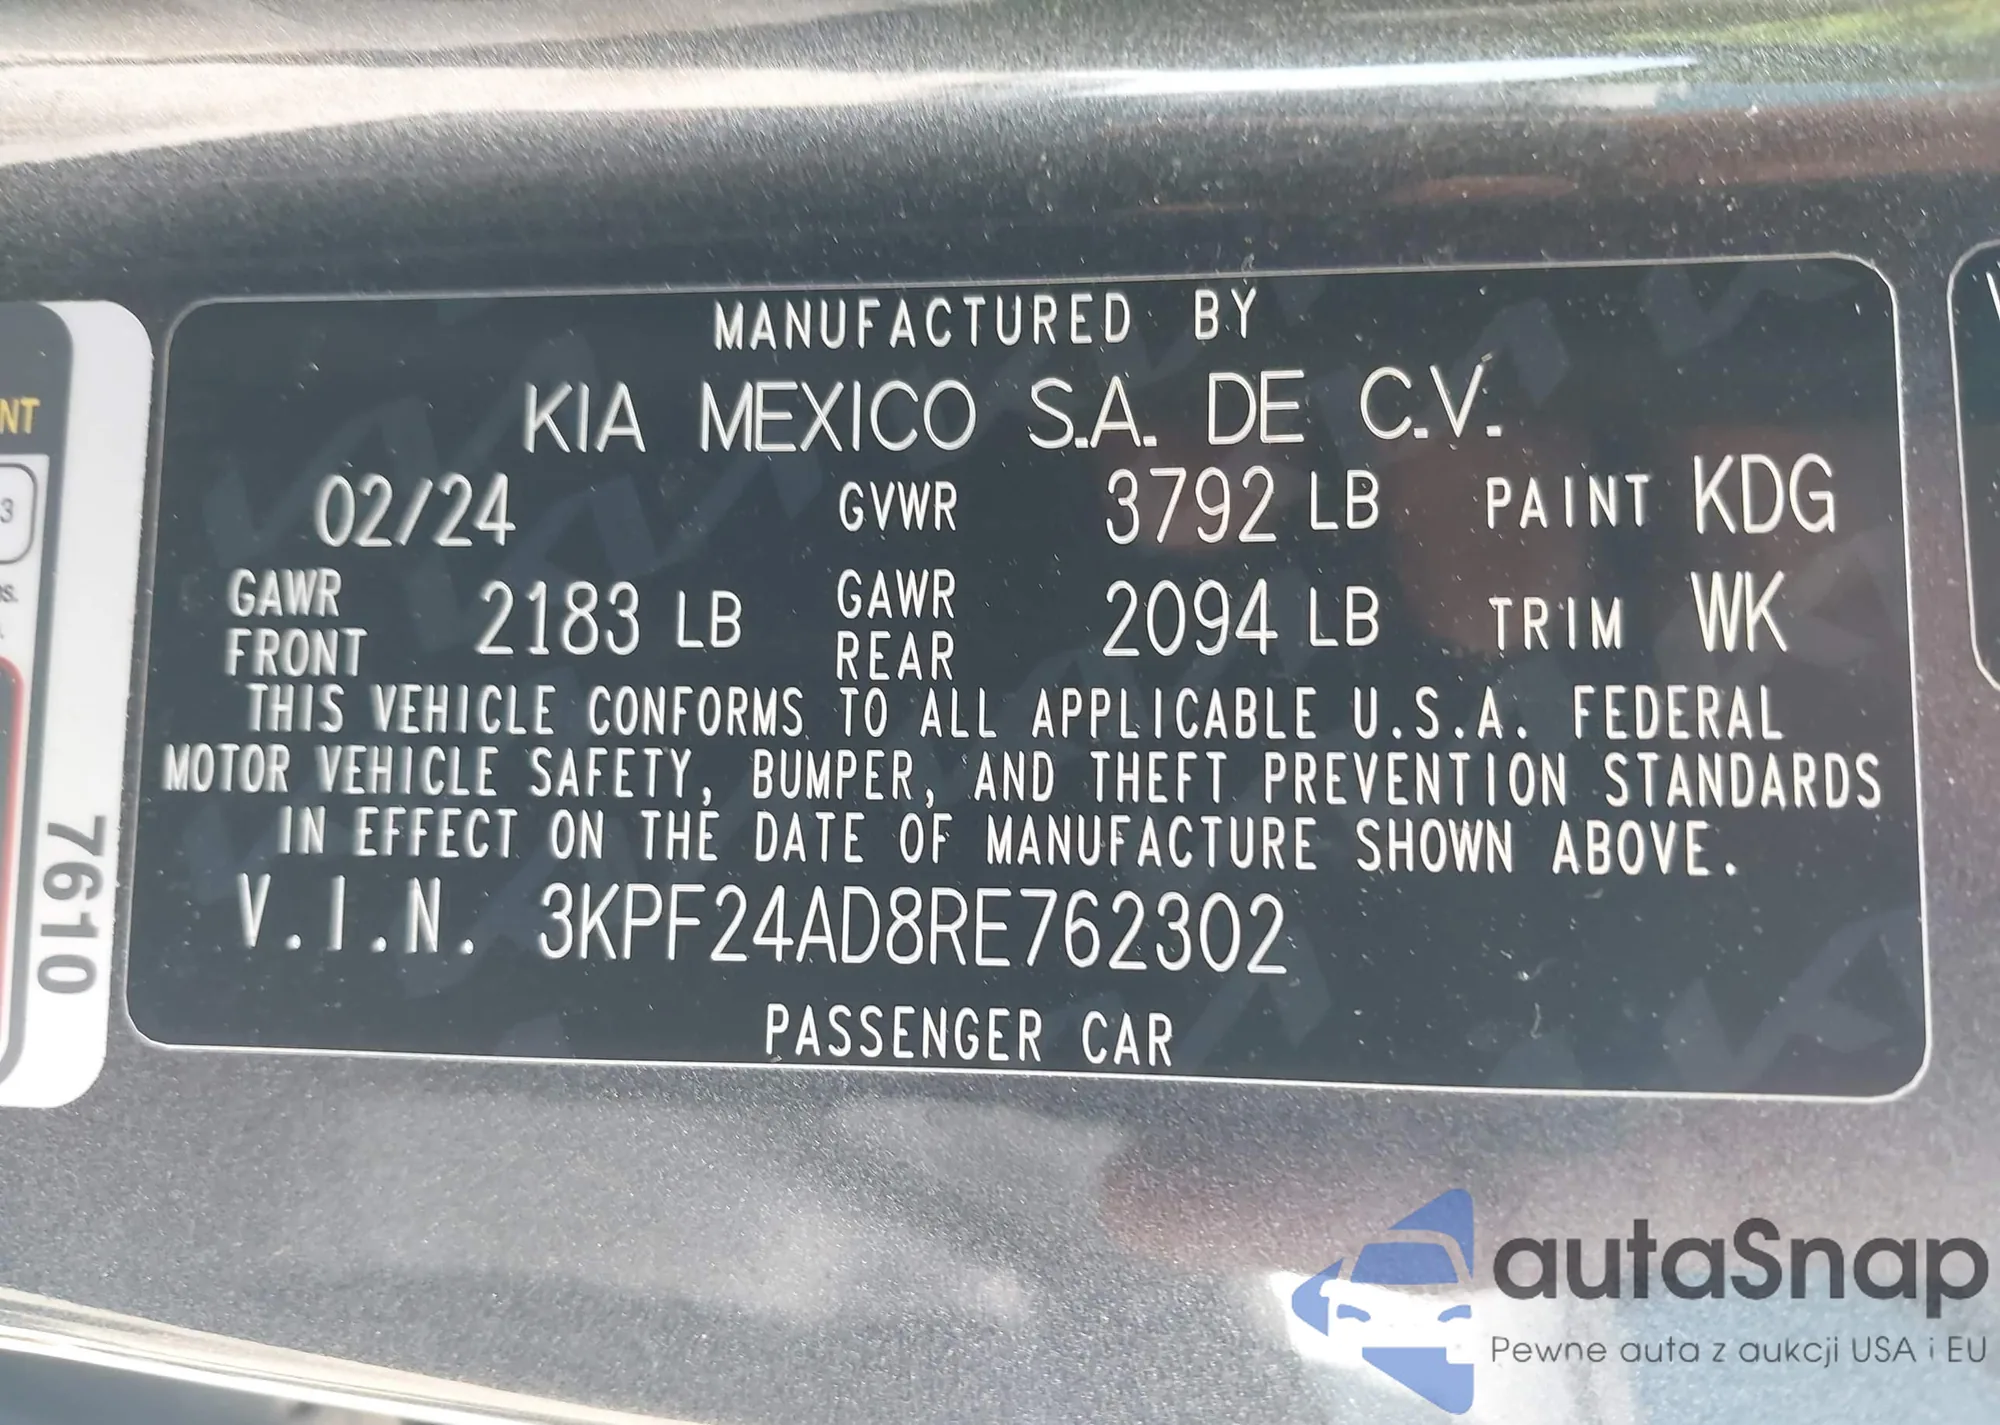 MANUFACTURED BY
KIA MEXICO S.A. DE C.V.
02/24 GVWR 3792 LB PAINT KDG
GAWR FRONT 2183 LB GAWR REAR 2094 LB TRIM WK
THIS VEHICLE CONFORMS TO ALL APPLICABLE U.S.A. FEDERAL
MOTOR VEHICLE SAFETY, BUMPER, AND THEFT PREVENTION STANDARDS
IN EFFECT ON THE DATE OF MANUFACTURE SHOWN ABOVE.
V.I.N. 3KPF24AD8RE762302
PASSENGER CAR
NT
3
7610
autaSnap
Pewne auta z aukcji USA i EU